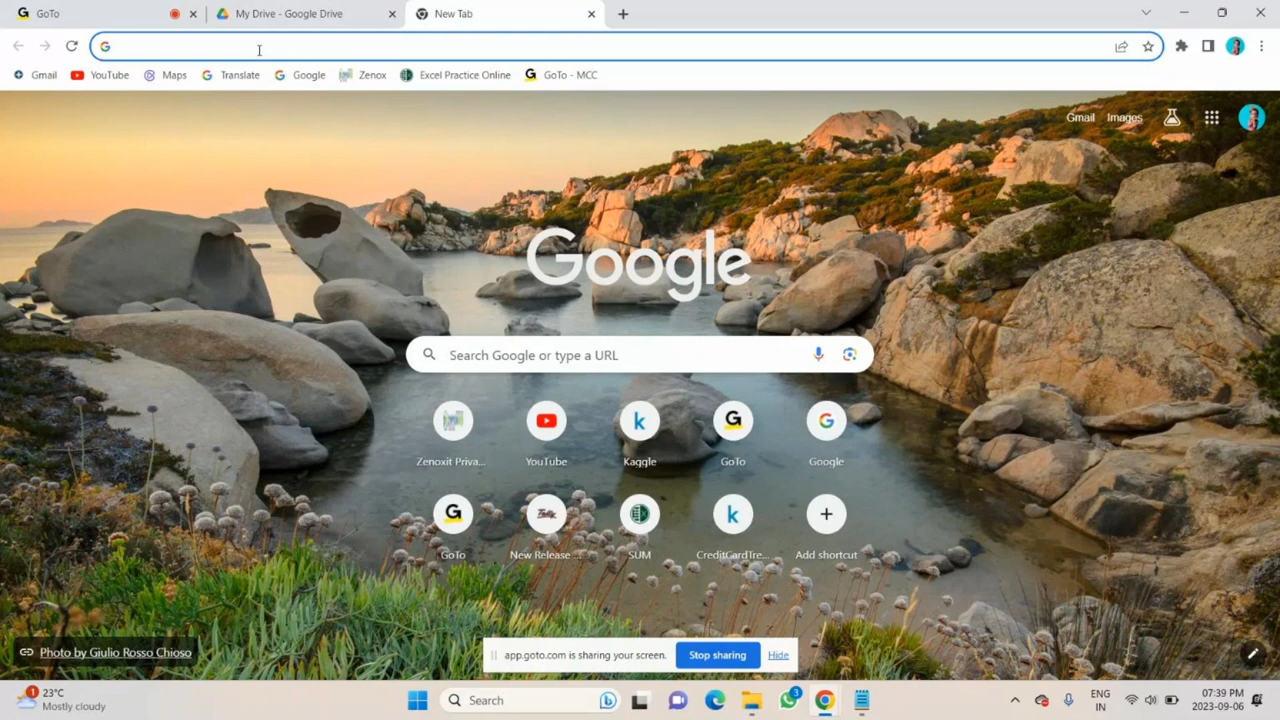 GoTo
My Drive - Google Drive
New Tab
Gmail
YouTube
Maps
Translate
Google
Zenox
Excel Practice Online
GoTo - MCC
Gmail
Images
Google
Search Google or type a URL
Zenoxit Priva...
YouTube
Kaggle
GoTo
Google
GoTo
New Release ...
SUM
CreditCardTre...
Add shortcut
Photo by Giulio Rosso Chioso
app.goto.com is sharing your screen.
Stop sharing
Hide
1
23°C
Mostly cloudy
Search
3
ENG
IN
07:39 PM
2023-09-06